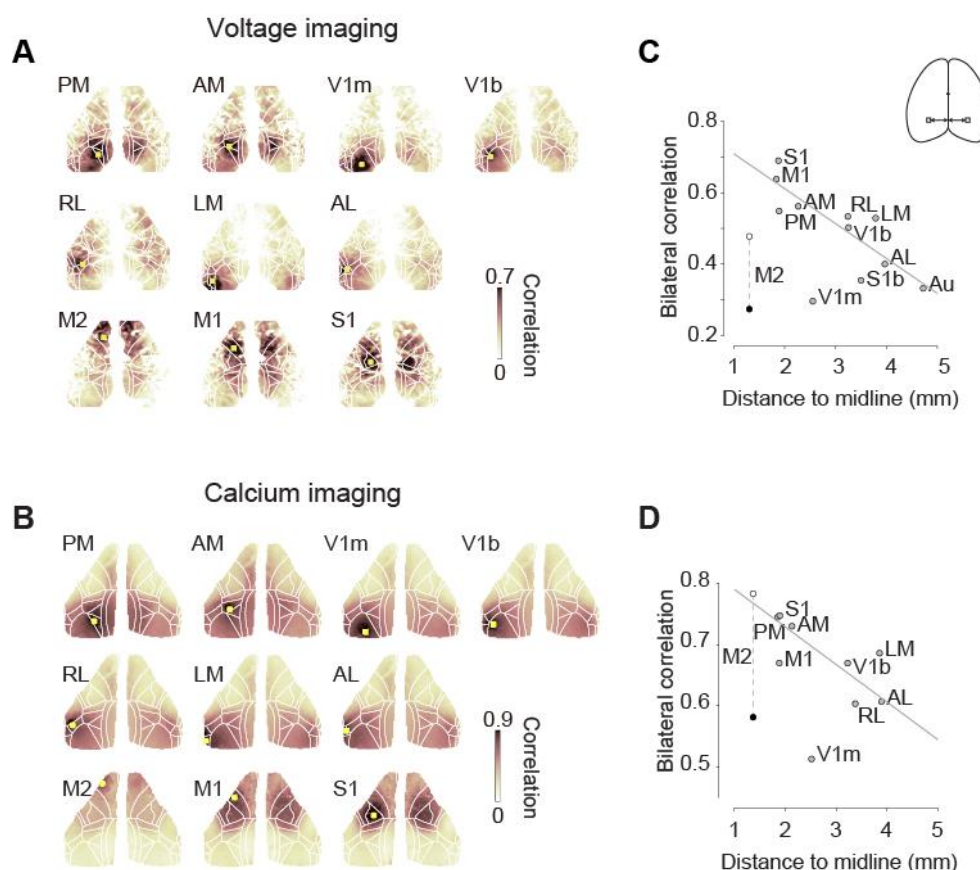 Voltage imaging
A
PM AM V1m V1b
RL LM AL
M2 M1 S1
0.7
0
Correlation
C
Bilateral correlation
0.8
0.6
0.4
0.2
S1
M1
AM
PM
RL
LM
V1b
M2
AL
S1b
V1m
Au
1 2 3 4 5
Distance to midline (mm)
Calcium imaging
B
PM AM V1m V1b
RL LM AL
M2 M1 S1
0.9
0
Correlation
D
Bilateral correlation
0.8
0.7
0.6
0.5
S1
PM
AM
M2
M1
LM
V1b
AL
RL
V1m
1 2 3 4 5
Distance to midline (mm)